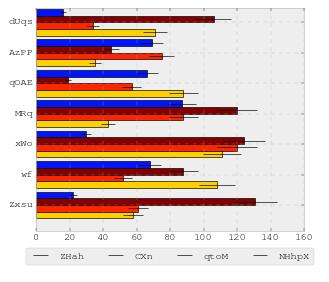 dUqs
AzPP
qOAE
MRq
xWo
wf
Zxsu
0 20 40 60 80 100 120 140 160
ZHah CXn qtoM NHhpX